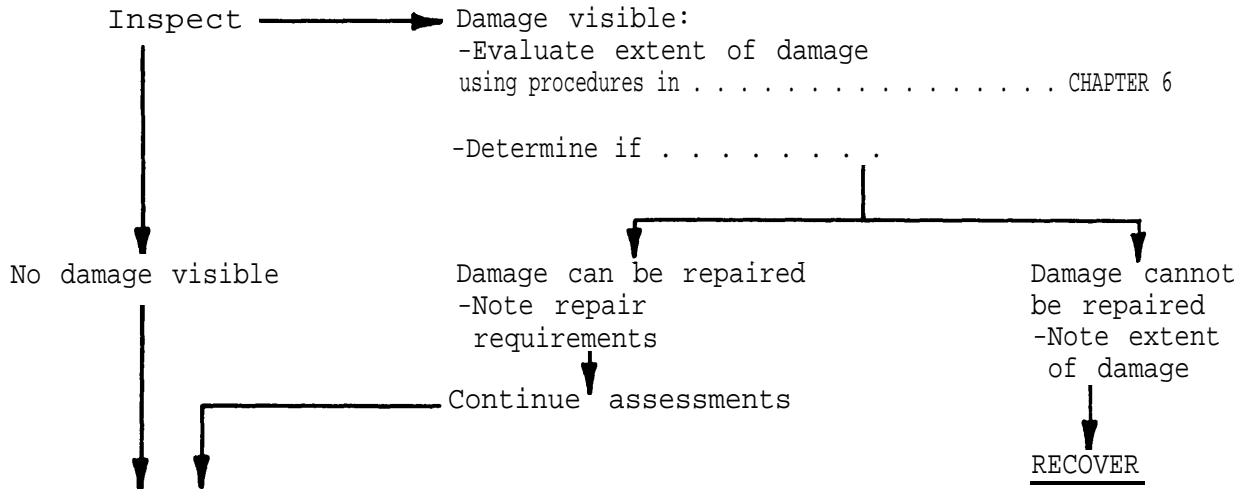 Inspect
Damage visible:
-Evaluate extent of damage
using procedures in . . . . . . . . . . . . . . . . CHAPTER 6
-Determine if . . . . . . . .
No damage visible
Damage can be repaired
-Note repair
requirements
Damage cannot
be repaired
-Note extent
of damage
Continue assessments
RECOVER